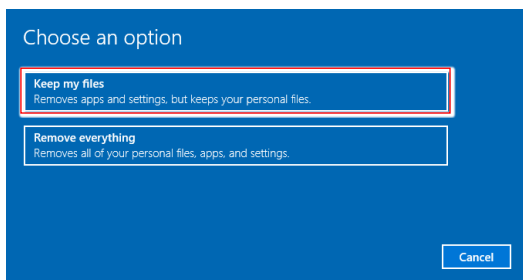 Choose an option
Keep my files
Removes apps and settings, but keeps your personal files.
Remove everything
Removes all of your personal files, apps, and settings.
Cancel